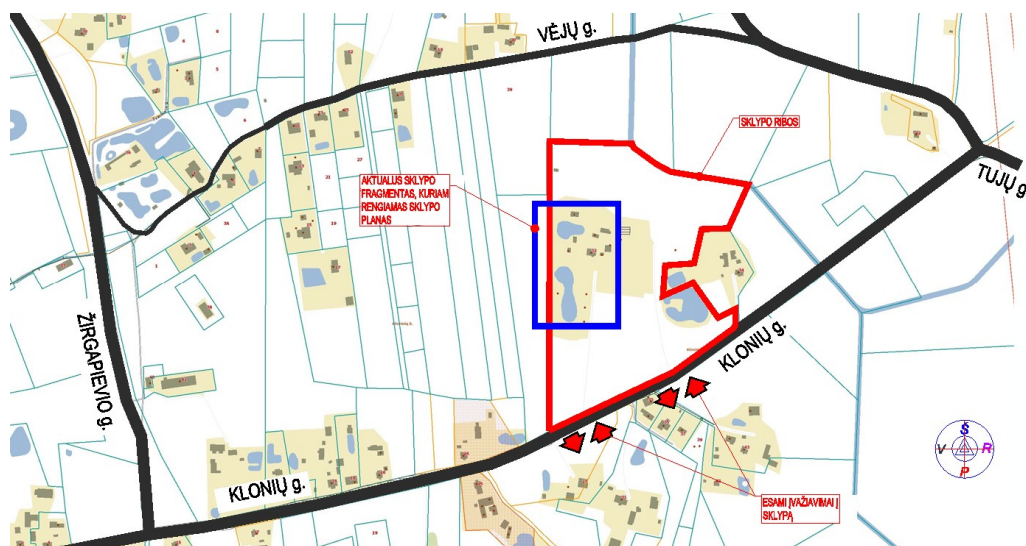 VĖJŲ g.
SKLYPO RIBOS
TUJŲ g.
AKTUALUS SKLYPO
FRAGMENTAS, KURIAM
RENGIAMAS SKLYPO
PLANAS
ŽIRGAPIEVIO g.
KLONIŲ g.
KLONIŲ g.
Š
V
R
P
ESAMI ĮVAŽIAVIMAI Į
SKLYPĄ